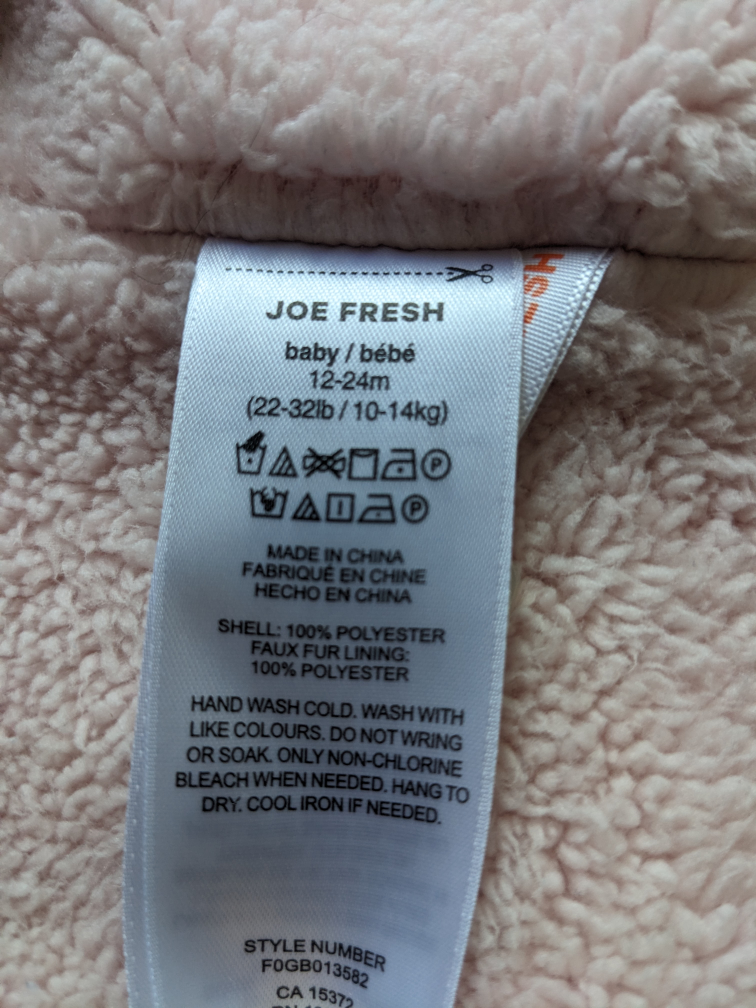 JOE FRESH
baby / bébé
12-24m
(22-32lb / 10-14kg)
P
P
MADE IN CHINA
FABRIQUÉ EN CHINE
HECHO EN CHINA
SHELL: 100% POLYESTER
FAUX FUR LINING:
100% POLYESTER
HAND WASH COLD. WASH WITH
LIKE COLOURS. DO NOT WRING
OR SOAK. ONLY NON-CHLORINE
BLEACH WHEN NEEDED. HANG TO
DRY. COOL IRON IF NEEDED.
STYLE NUMBER
F0GB013582
CA 15372